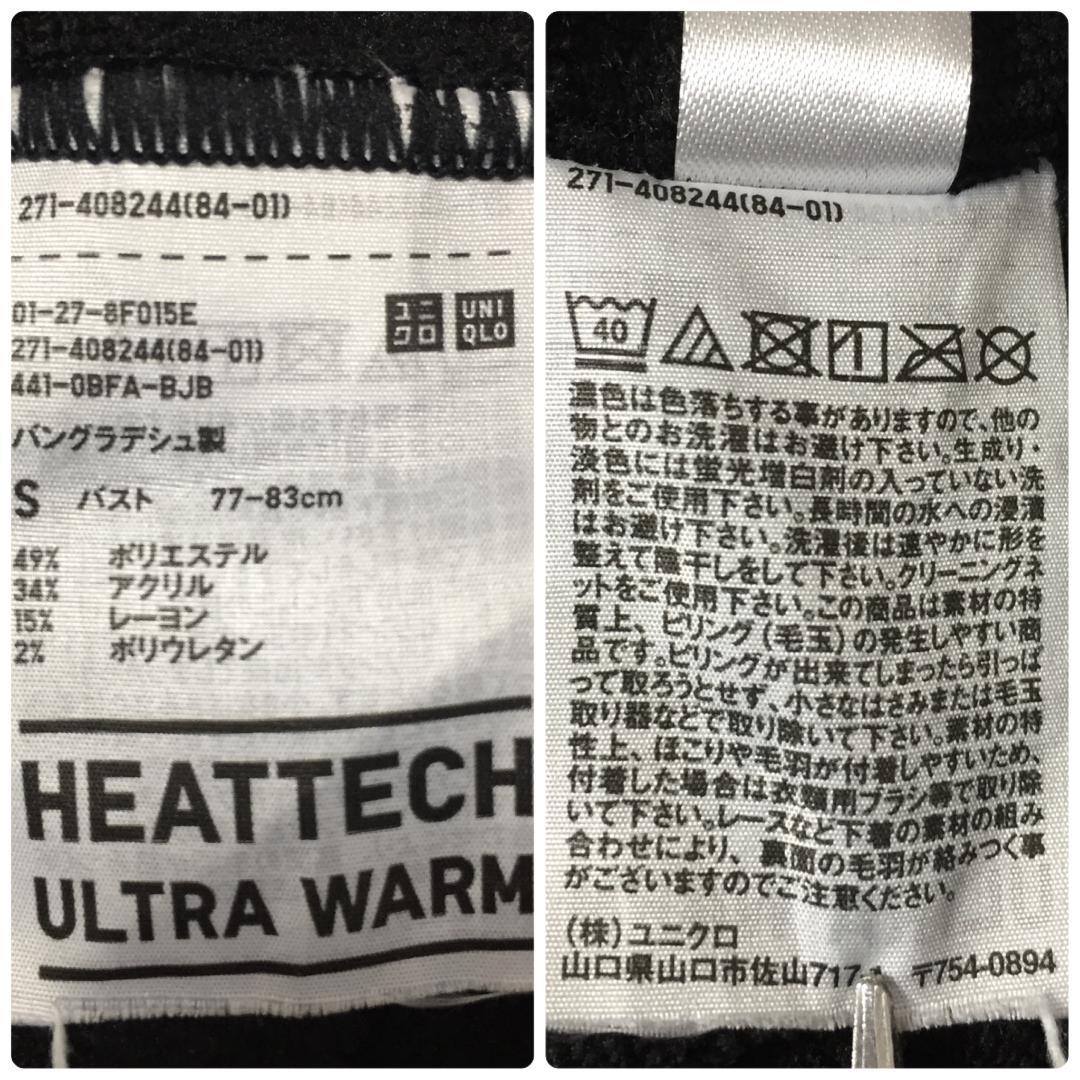 271-408244(84-01)
01-27-8F015E
271-408244(84-01)
441-0BFA-BJB
ユニクロ
UNIQLO
バングラデシュ製
S バスト 77-83cm
49% ポリエステル
34% アクリル
15% レーヨン
2% ポリウレタン
HEATTECH
ULTRA WARM
271-408244(84-01)
40
濃色は色落ちする事がありますので、他の
物とのお洗濯はお避け下さい。生成り・
淡色には蛍光増白剤の入っていない洗
剤をご使用下さい。長時間の水への浸漬
はお避け下さい。洗濯後は速やかに形を
整えて陰干しをして下さい。クリーニングネ
ットをご使用下さい。この商品は素材の特
質上、ピリング(毛玉)の発生しやすい商
品です。ピリングが出来てしまったら引っぱ
って取ろうとせず、小さなはさみまたは毛玉
取り器などで取り除いて下さい。素材の特
性上、ほこりや毛羽が付着しやすいため、
付着した場合は衣類用ブラシ等で取り除
いて下さい。レースなど下着の素材の組み
合わせにより、裏面の毛羽が絡みつく事
がございますのでご注意ください。
(株)ユニクロ
山口県山口市佐山717-1 〒754-0894